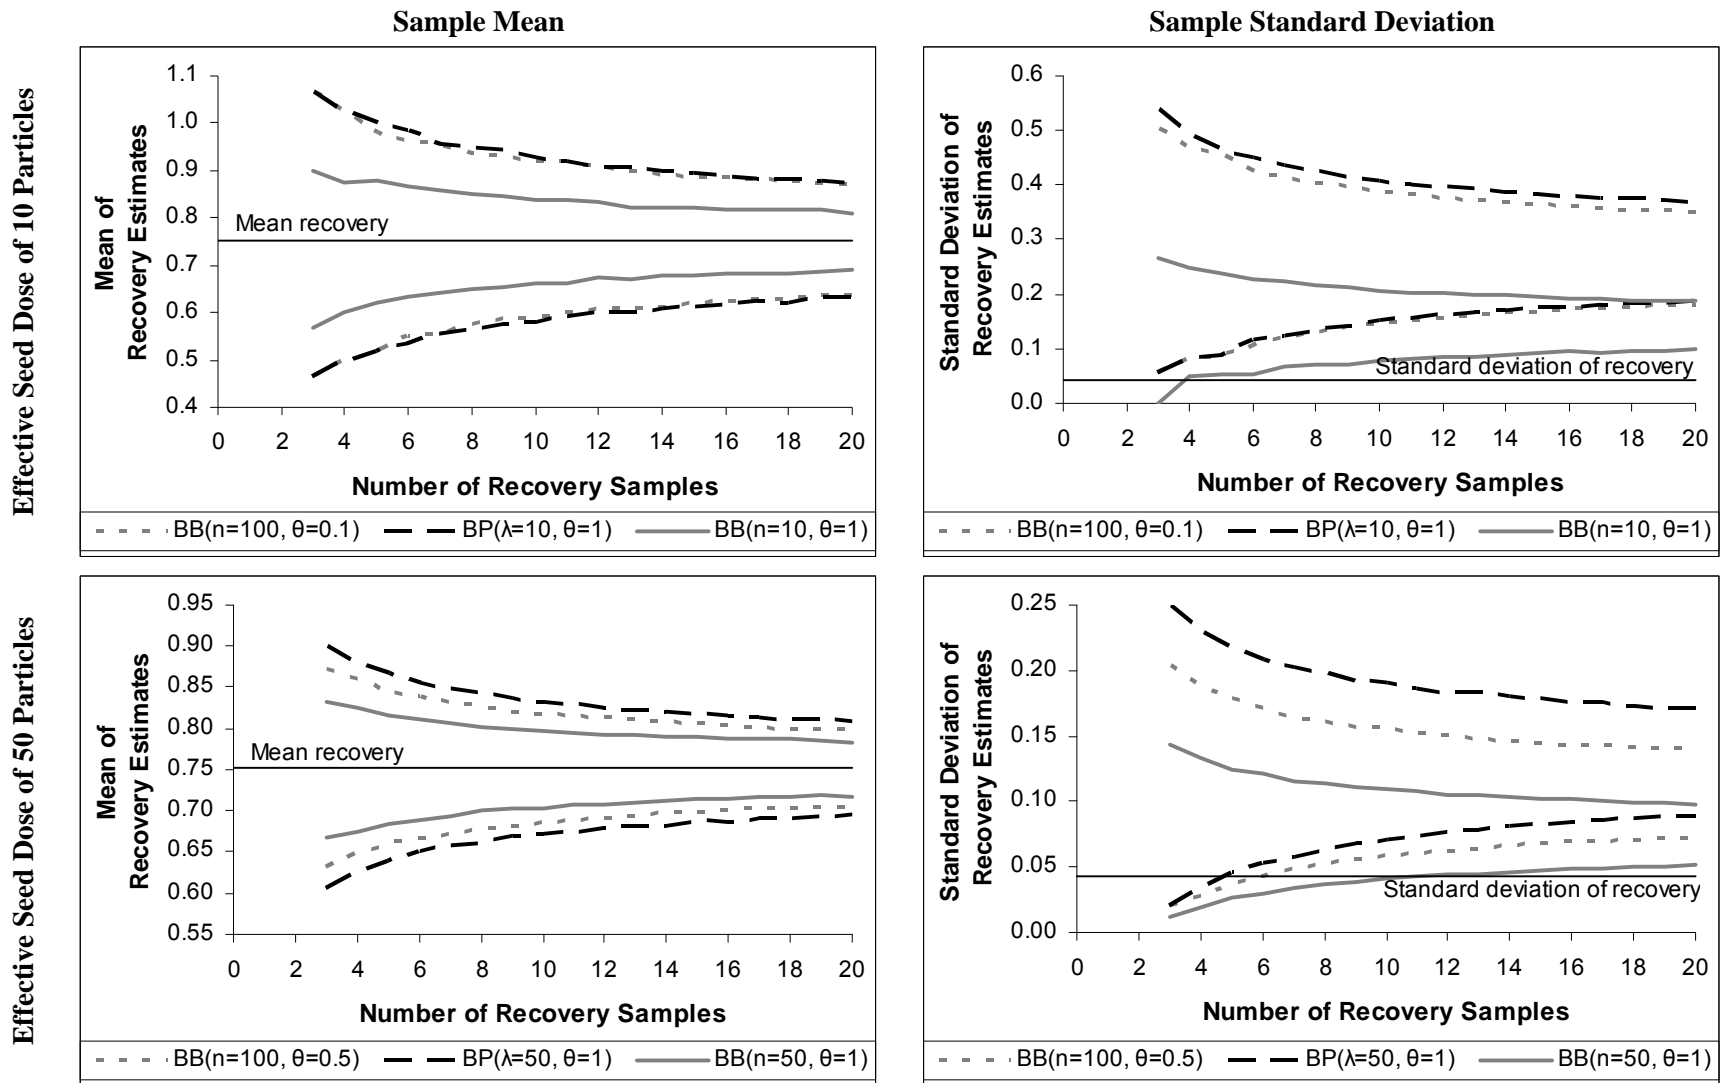 Sample Mean
Sample Standard Deviation
Effective Seed Dose of 10 Particles
Mean of
Recovery Estimates
1.1
1.0
0.9
0.8
0.7
0.6
0.5
0.4
Mean recovery
0 2 4 6 8 10 12 14 16 18 20
Number of Recovery Samples
BB(n=100, θ=0.1) BP(λ=10, θ=1) BB(n=10, θ=1)
Standard Deviation of
Recovery Estimates
0.6
0.5
0.4
0.3
0.2
0.1
0.0
Standard deviation of recovery
0 2 4 6 8 10 12 14 16 18 20
Number of Recovery Samples
BB(n=100, θ=0.1) BP(λ=10, θ=1) BB(n=10, θ=1)
Effective Seed Dose of 50 Particles
Mean of
Recovery Estimates
0.95
0.90
0.85
0.80
0.75
0.70
0.65
0.60
0.55
Mean recovery
0 2 4 6 8 10 12 14 16 18 20
Number of Recovery Samples
BB(n=100, θ=0.5) BP(λ=50, θ=1) BB(n=50, θ=1)
Standard Deviation of
Recovery Estimates
0.25
0.20
0.15
0.10
0.05
0.00
Standard deviation of recovery
0 2 4 6 8 10 12 14 16 18 20
Number of Recovery Samples
BB(n=100, θ=0.5) BP(λ=50, θ=1) BB(n=50, θ=1)